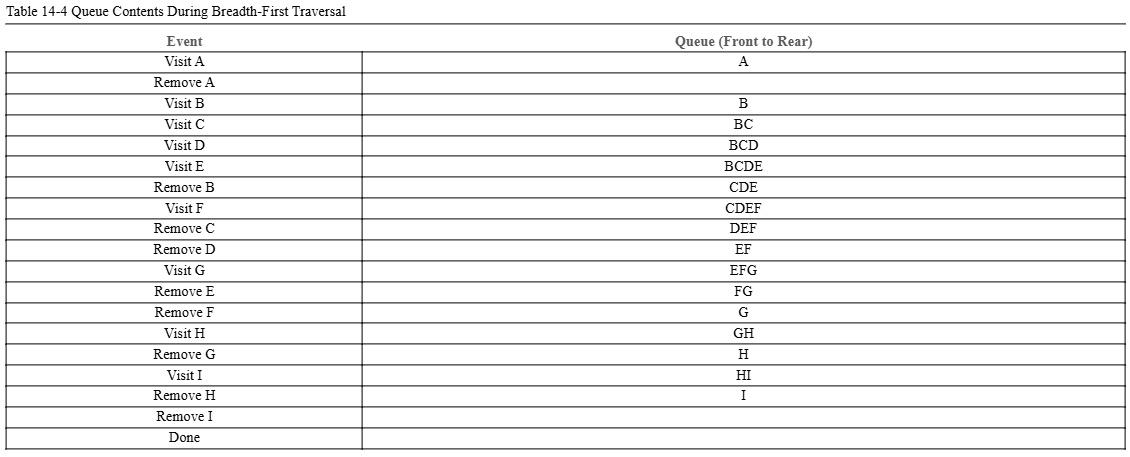 Table 14-4 Queue Contents During Breadth-First Traversal
Event Queue (Front to Rear)
Visit A A
Remove A
Visit B B
Visit C BC
Visit D BCD
Visit E BCDE
Remove B CDE
Visit F CDEF
Remove C DEF
Remove D EF
Visit G EFG
Remove E FG
Remove F G
Visit H GH
Remove G H
Visit I HI
Remove H I
Remove I
Done